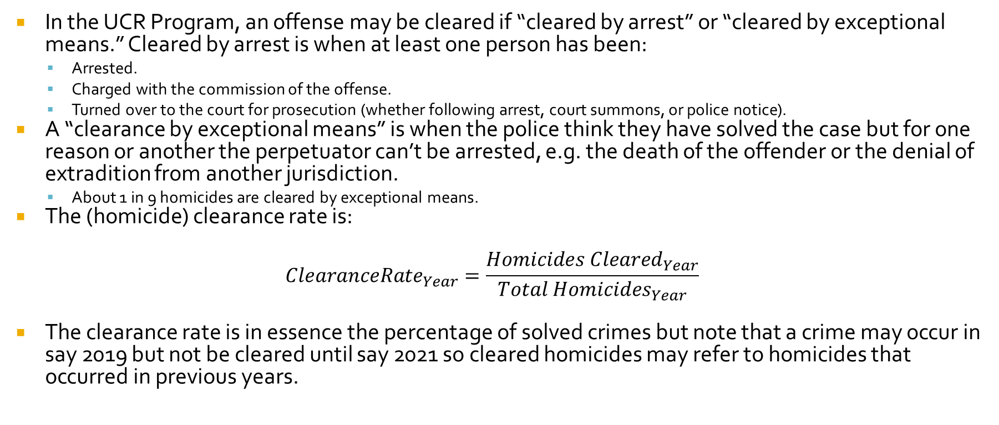 In the UCR Program, an offense may be cleared if “cleared by arrest” or “cleared by exceptional
means.” Cleared by arrest is when at least one person has been:
Arrested.
Charged with the commission of the offense.
Turned over to the court for prosecution (whether following arrest, court summons, or police notice).
A “clearance by exceptional means” is when the police think they have solved the case but for one
reason or another the perpetuator can’t be arrested, e.g. the death of the offender or the denial of
extradition from another jurisdiction.
About 1 in 9 homicides are cleared by exceptional means.
The (homicide) clearance rate is:
ClearanceRate_Year = Homicides Cleared_Year / Total Homicides_Year
The clearance rate is in essence the percentage of solved crimes but note that a crime may occur in
say 2019 but not be cleared until say 2021 so cleared homicides may refer to homicides that
occurred in previous years.